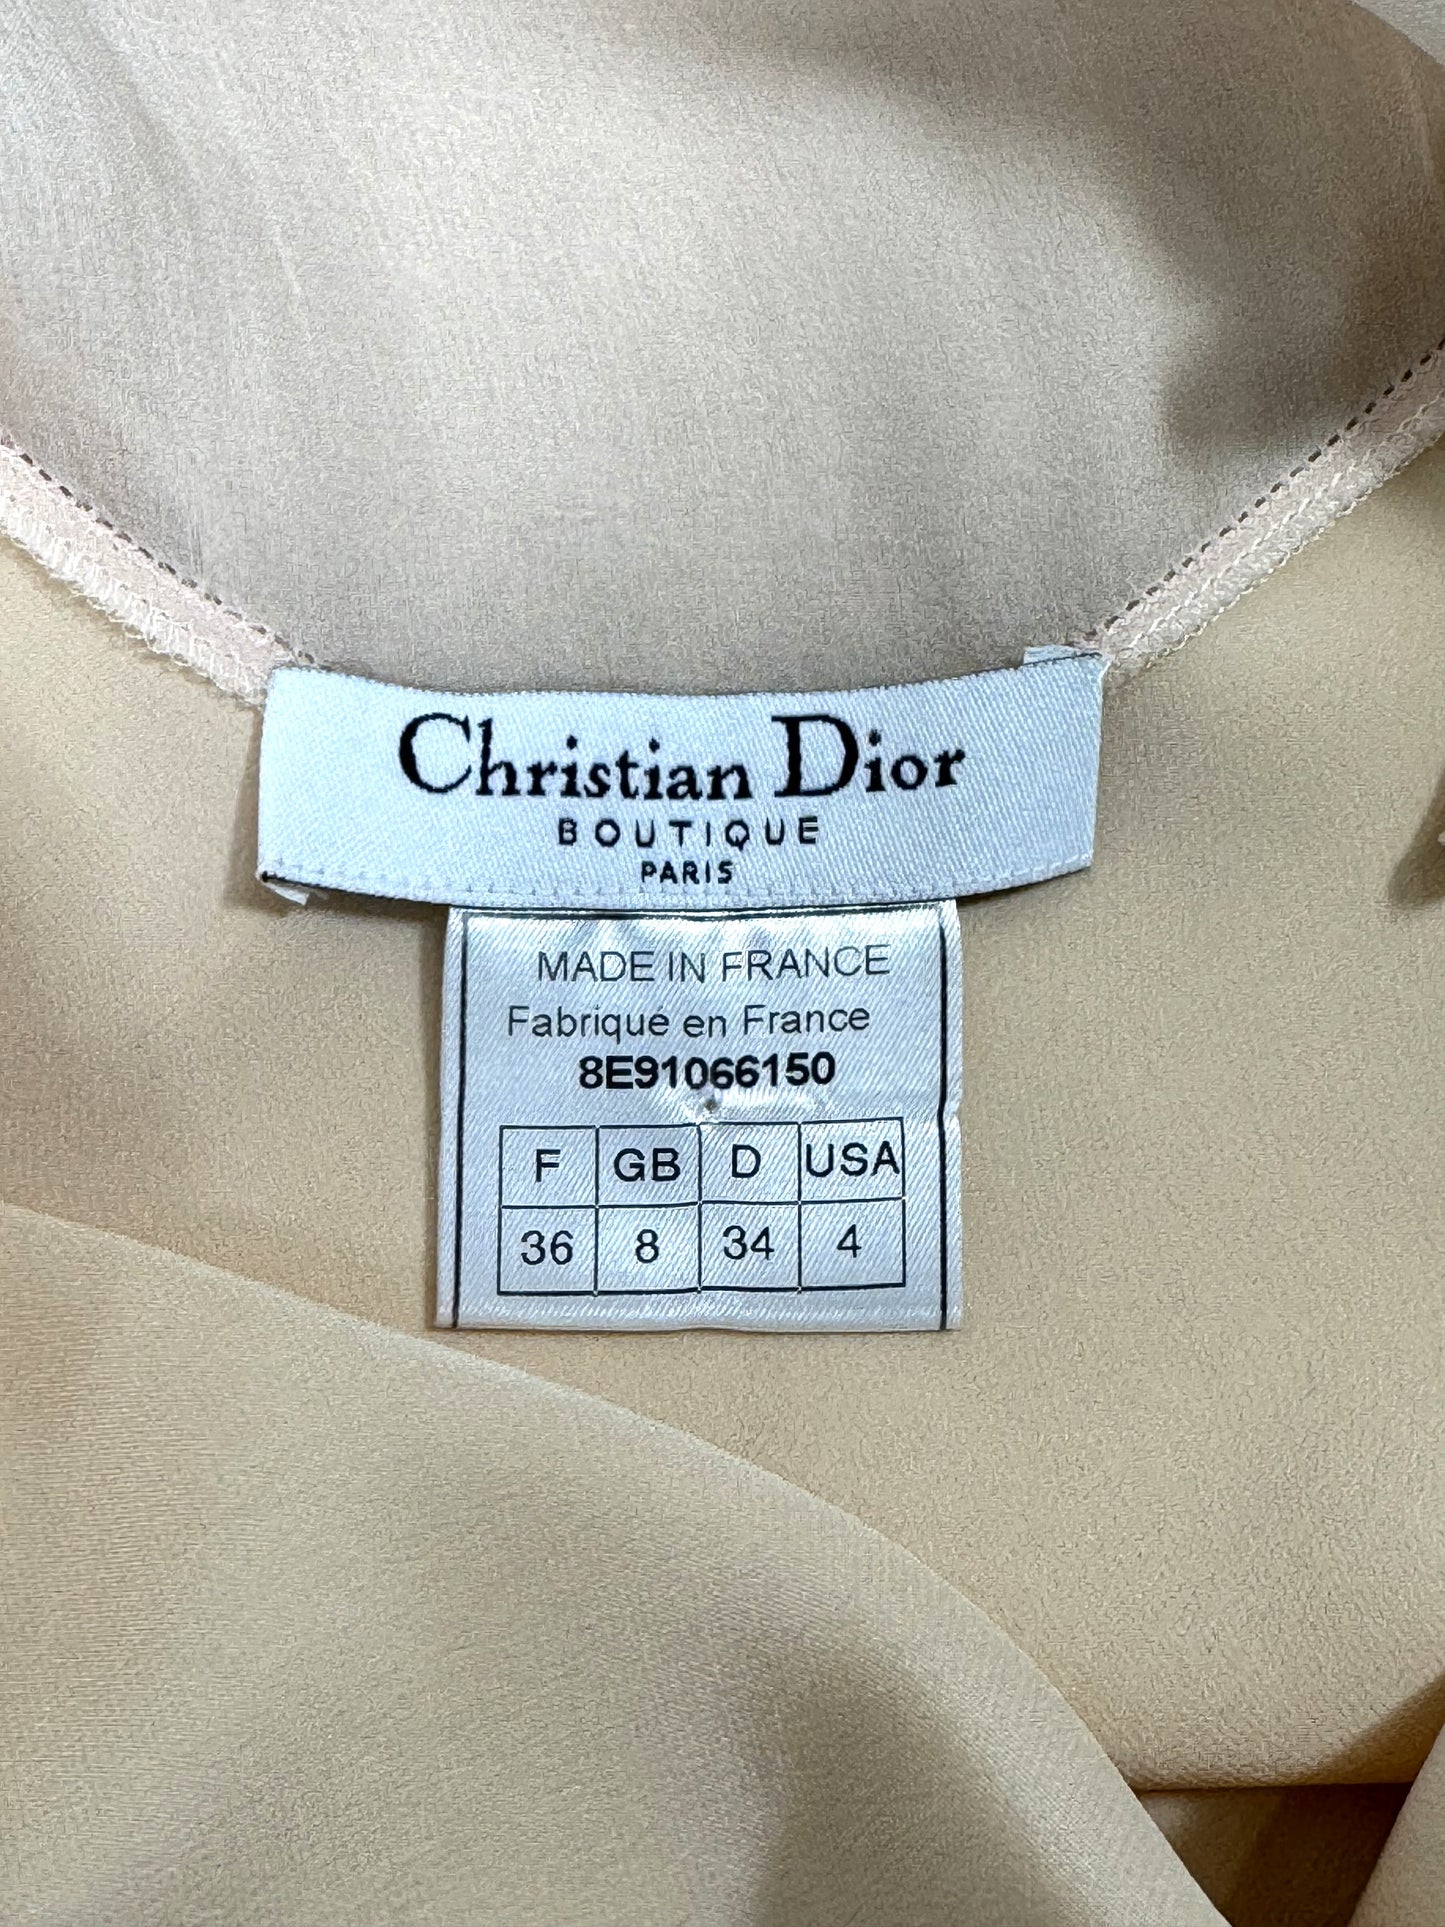 Christian Dior
BOUTIQUE
PARIS
MADE IN FRANCE
Fabriqué en France
8E91066150
F GB D USA
36 8 34 4